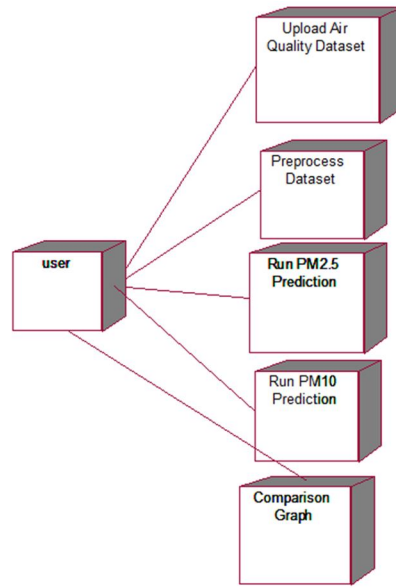 Upload Air
Quality Dataset
Preprocess
Dataset
user
Run PM2.5
Prediction
Run PM10
Prediction
Comparison
Graph